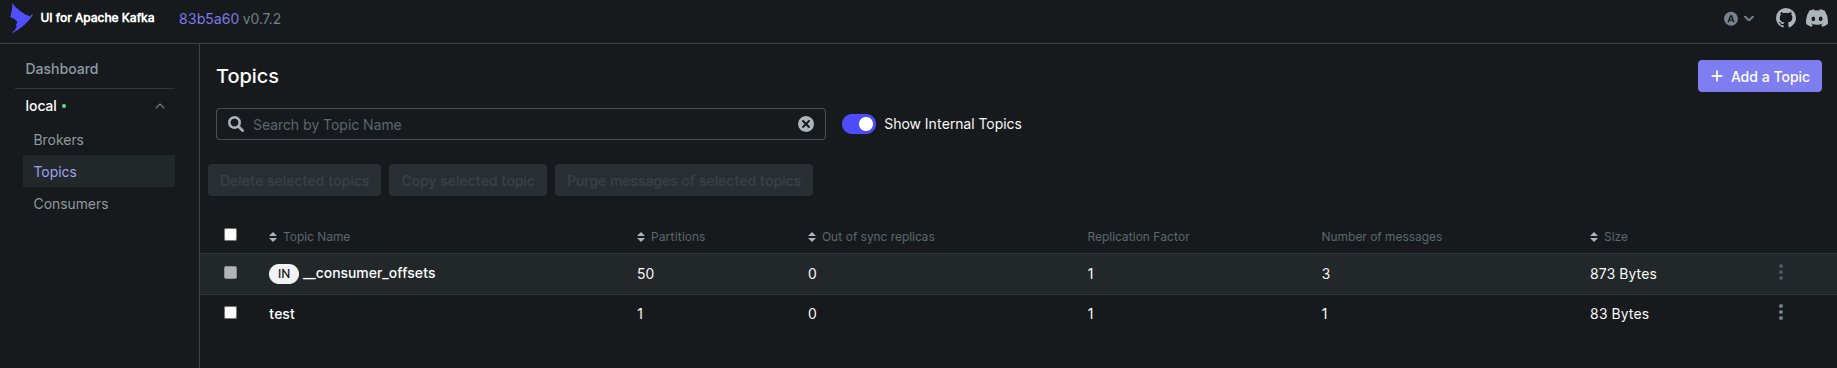 UI for Apache Kafka 83b5a60 v0.7.2 A
Dashboard
local
Brokers
Topics
Consumers
Topics
+ Add a Topic
Search by Topic Name
Show Internal Topics
Delete selected topics Copy selected topic Purge messages of selected topics
Topic Name Partitions Out of sync replicas Replication Factor Number of messages Size
IN __consumer_offsets 50 0 1 3 873 Bytes
test 1 0 1 1 83 Bytes